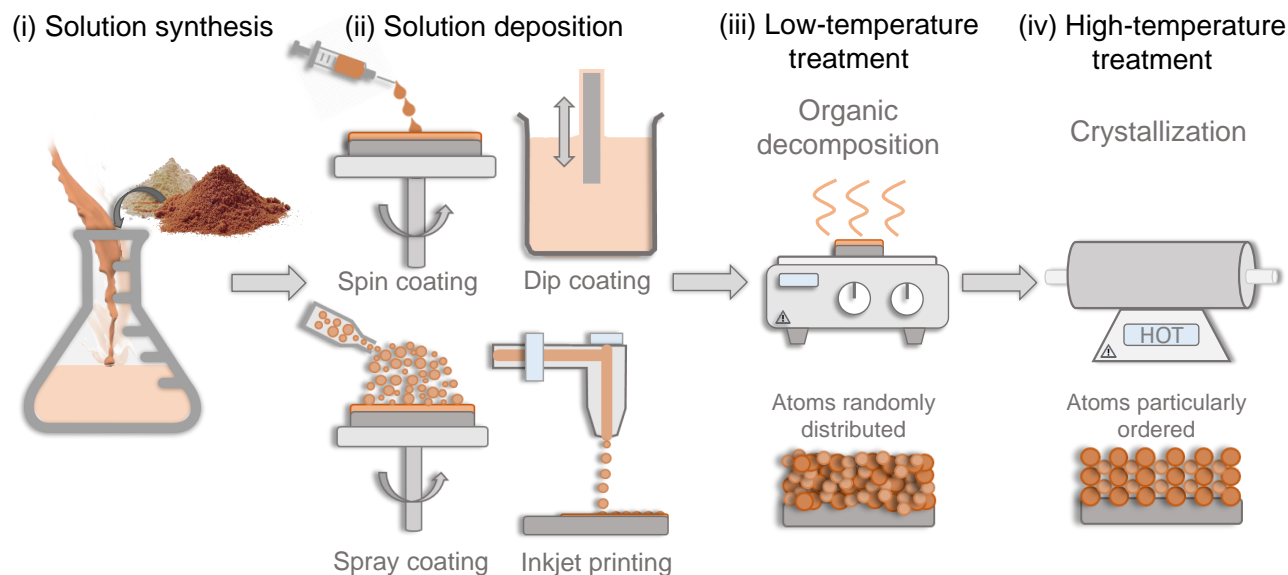 (i) Solution synthesis
(ii) Solution deposition
Spin coating
Dip coating
Spray coating
Inkjet printing
(iii) Low-temperature
treatment
Organic
decomposition
Atoms randomly
distributed
(iv) High-temperature
treatment
Crystallization
HOT
Atoms particularly
ordered